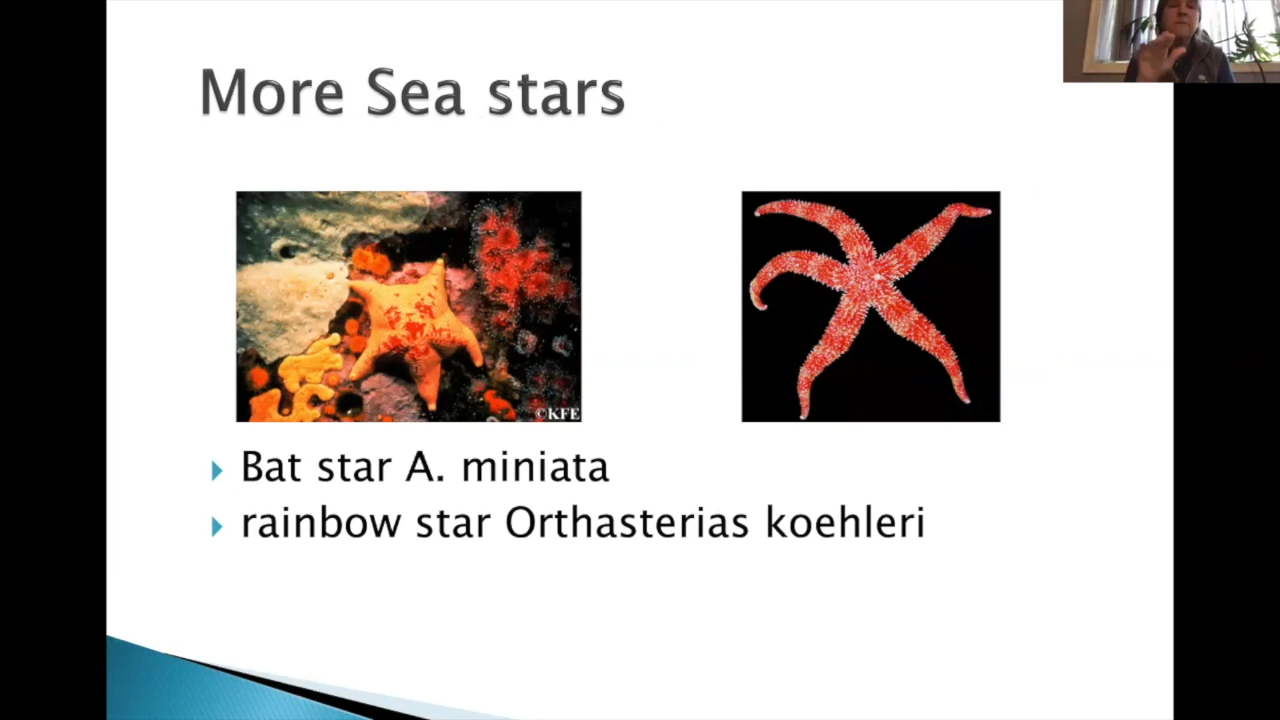 More Sea stars
©KFE
Bat star A. miniata
rainbow star Orthasterias koehleri